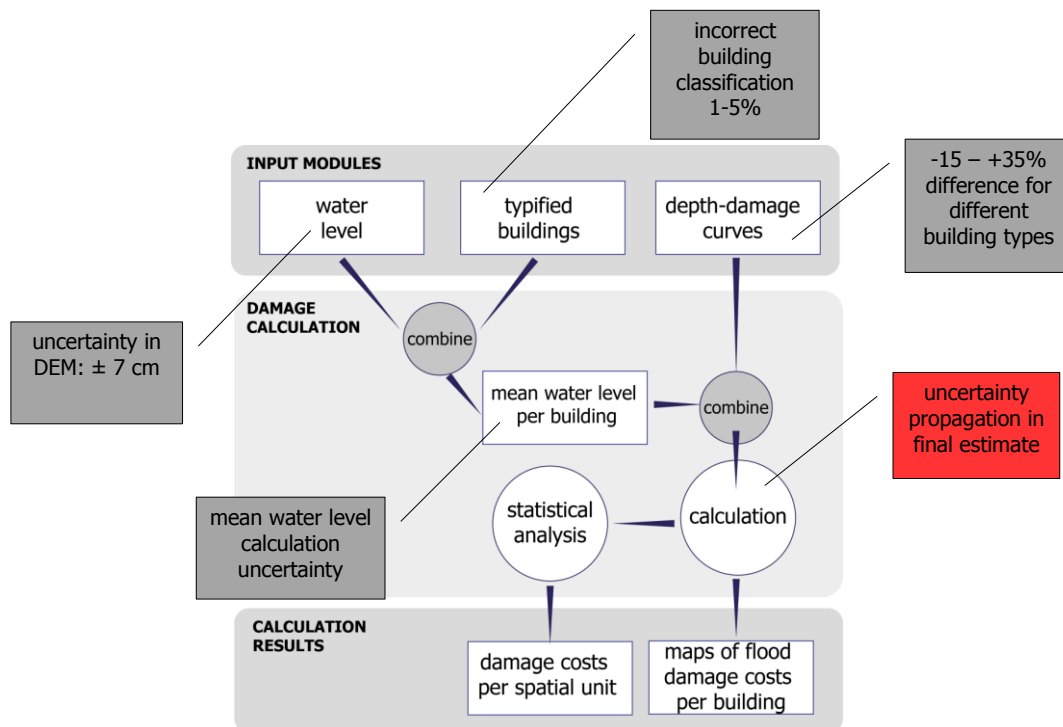 incorrect
building
classification
1-5%
INPUT MODULES
water
level
typified
buildings
depth-damage
curves
-15 – +35%
difference for
different
building types
DAMAGE
CALCULATION
combine
uncertainty in
DEM: ± 7 cm
mean water level
per building
combine
uncertainty
propagation in
final estimate
mean water level
calculation
uncertainty
statistical
analysis
calculation
CALCULATION
RESULTS
damage costs
per spatial unit
maps of flood
damage costs
per building